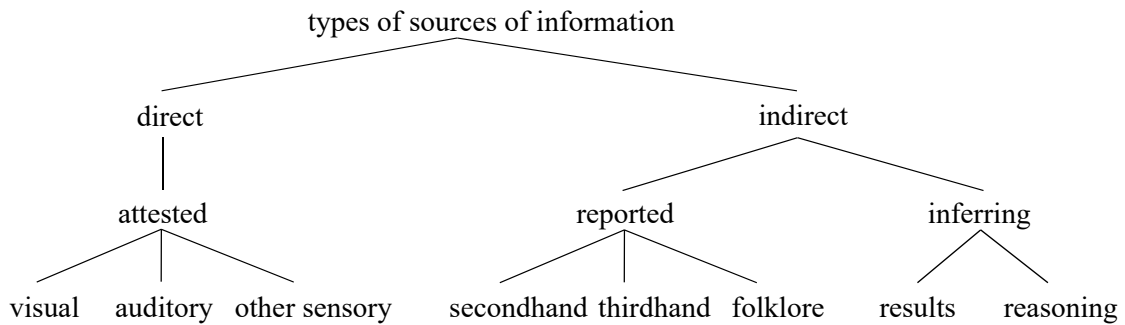 types of sources of information
direct indirect
attested reported inferring
visual auditory other sensory secondhand thirdhand folklore results reasoning